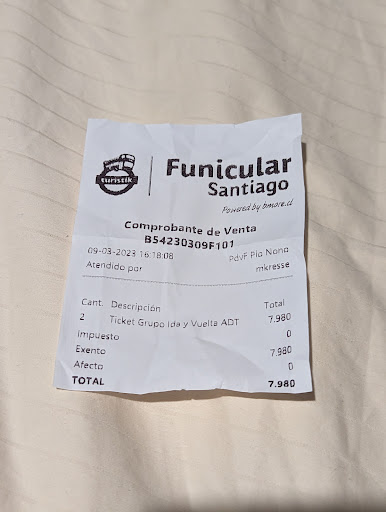 turistik
Funicular
Santiago
Powered by bmore.cl
Comprobante de Venta
B54230309F101
09-03-2023 16:18:08 PdvF Pio Nono
Atendido por mkresse
Cant. Descripción Total
2 Ticket Grupo Ida y Vuelta ADT 7.980
Impuesto 0
Exento 7.980
Afecto 0
TOTAL 7.980